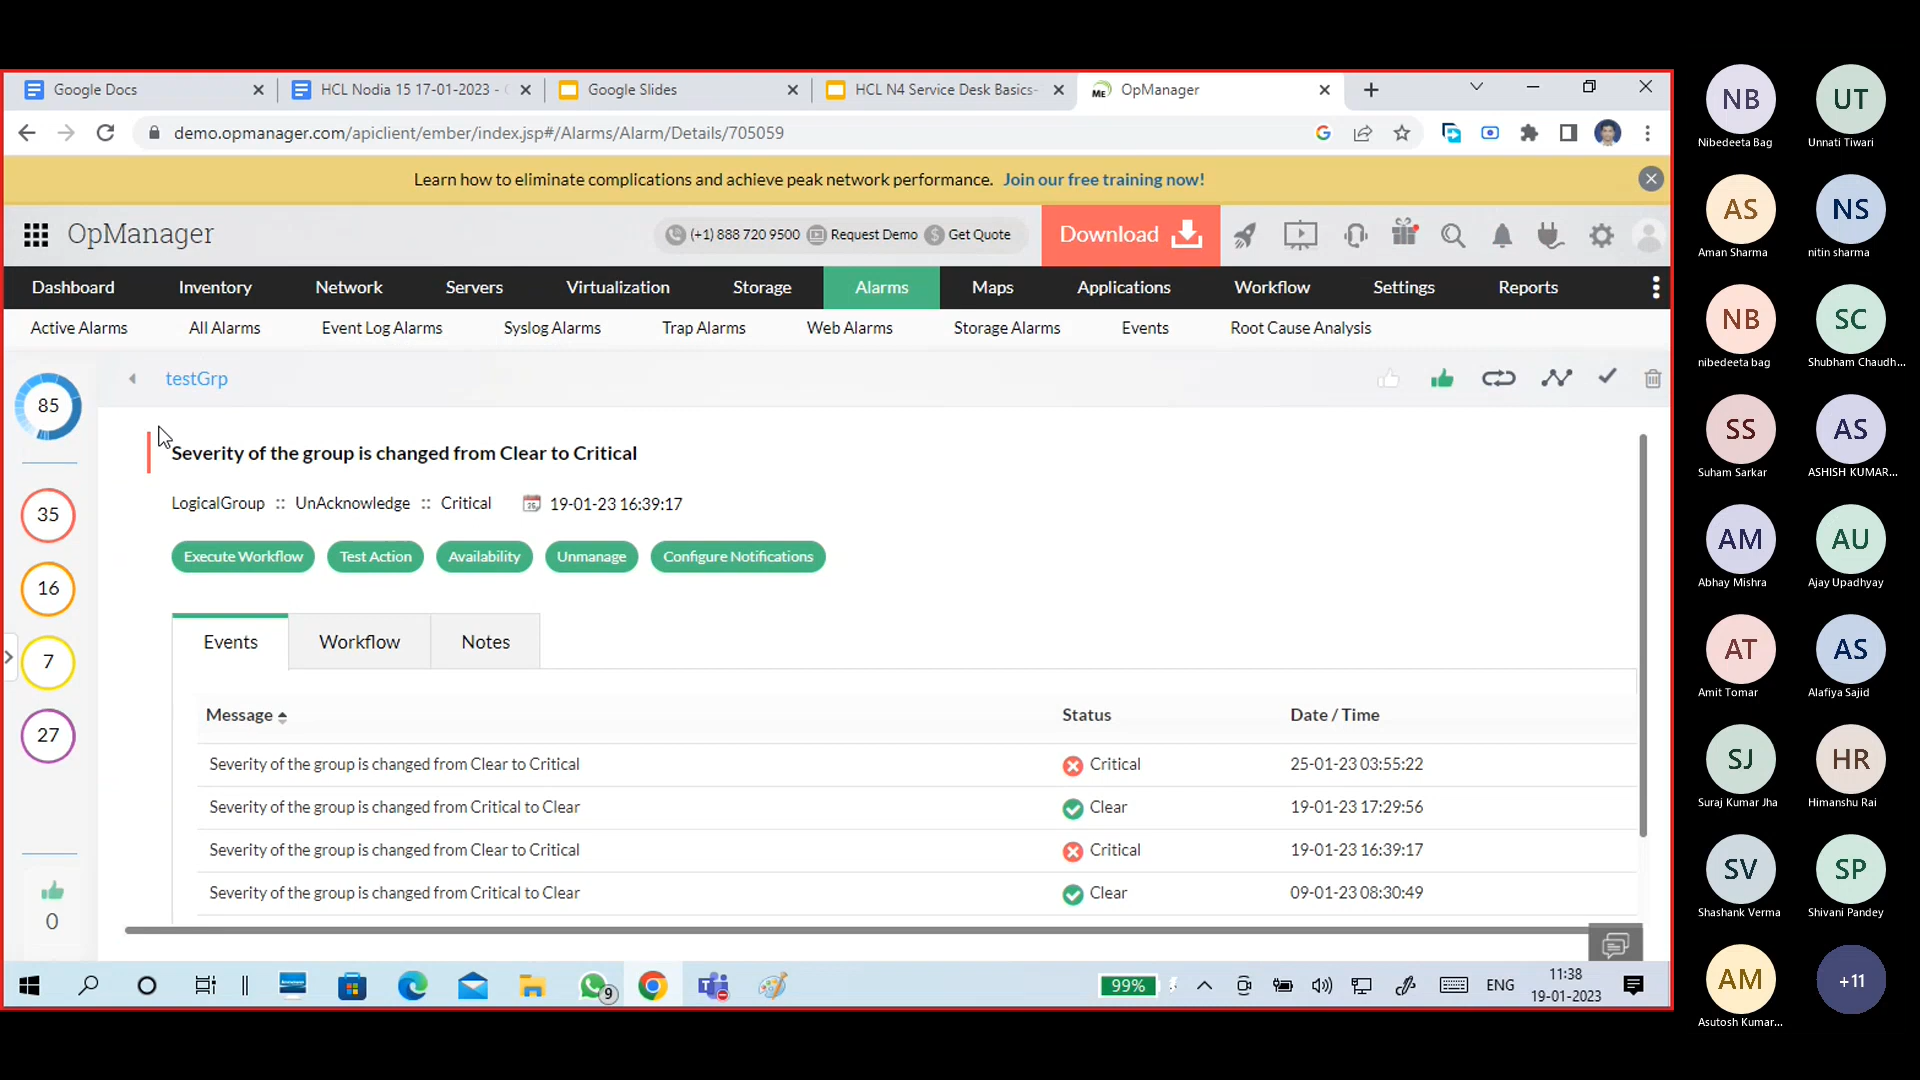 Google Docs
HCL Nodia 15 17-01-2023 -
Google Slides
HCL N4 Service Desk Basics-
ME OpManager
demo.opmanager.com/apiclient/ember/index.jsp#/Alarms/Alarm/Details/705059
Learn how to eliminate complications and achieve peak network performance. Join our free training now!
OpManager
(+1) 888 720 9500 Request Demo $ Get Quote
Download
Dashboard Inventory Network Servers Virtualization Storage Alarms Maps Applications Workflow Settings Reports
Active Alarms All Alarms Event Log Alarms Syslog Alarms Trap Alarms Web Alarms Storage Alarms Events Root Cause Analysis
85
35
16
7
27
0
testGrp
Severity of the group is changed from Clear to Critical
LogicalGroup :: UnAcknowledge :: Critical 19-01-23 16:39:17
Execute Workflow Test Action Availability Unmanage Configure Notifications
Events Workflow Notes
Message Status Date / Time
Severity of the group is changed from Clear to Critical Critical 25-01-23 03:55:22
Severity of the group is changed from Critical to Clear Clear 19-01-23 17:29:56
Severity of the group is changed from Clear to Critical Critical 19-01-23 16:39:17
Severity of the group is changed from Critical to Clear Clear 09-01-23 08:30:49
9
99%
ENG
11:38
19-01-2023
NB UT
Nibedeeta Bag Unnati Tiwari
AS NS
Aman Sharma nitin sharma
NB SC
nibedeeta bag Shubham Chaudh...
SS AS
Suham Sarkar ASHISH KUMAR...
AM AU
Abhay Mishra Ajay Upadhyay
AT AS
Amit Tomar Alafiya Sajid
SJ HR
Suraj Kumar Jha Himanshu Rai
SV SP
Shashank Verma Shivani Pandey
AM +11
Asutosh Kumar...